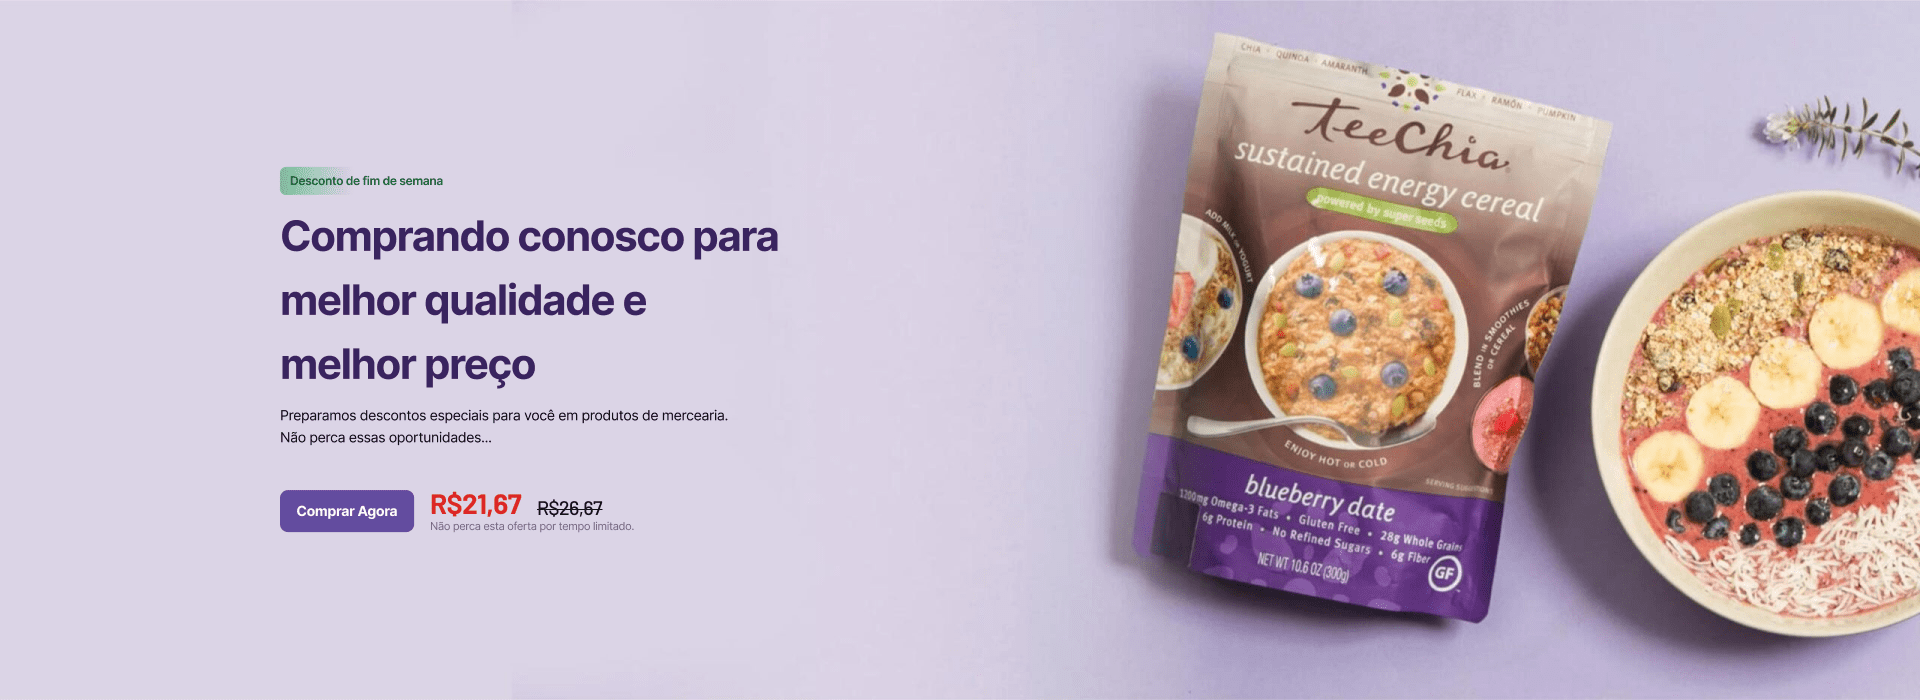 Desconto de fim de semana
Comprando conosco para
melhor qualidade e
melhor preço
Preparamos descontos especiais para você em produtos de mercearia.
Não perca essas oportunidades...
Comprar Agora
R$21,67
R$26,67
Não perca esta oferta por tempo limitado.
CHIA • QUINOA • AMARANTH
FLAX • RAMÓN • PUMPKIN
teeChia
sustained energy cereal
powered by super seeds
ADD MILK OR YOGURT
BLEND IN SMOOTHIES
OR CEREAL
ENJOY HOT OR COLD
SERVING SUGGESTIONS
blueberry date
1200mg Omega-3 Fats • Gluten Free • 28g Whole Grains
6g Protein • No Refined Sugars • 6g Fiber
NET WT 10.6 OZ (300g)
GF